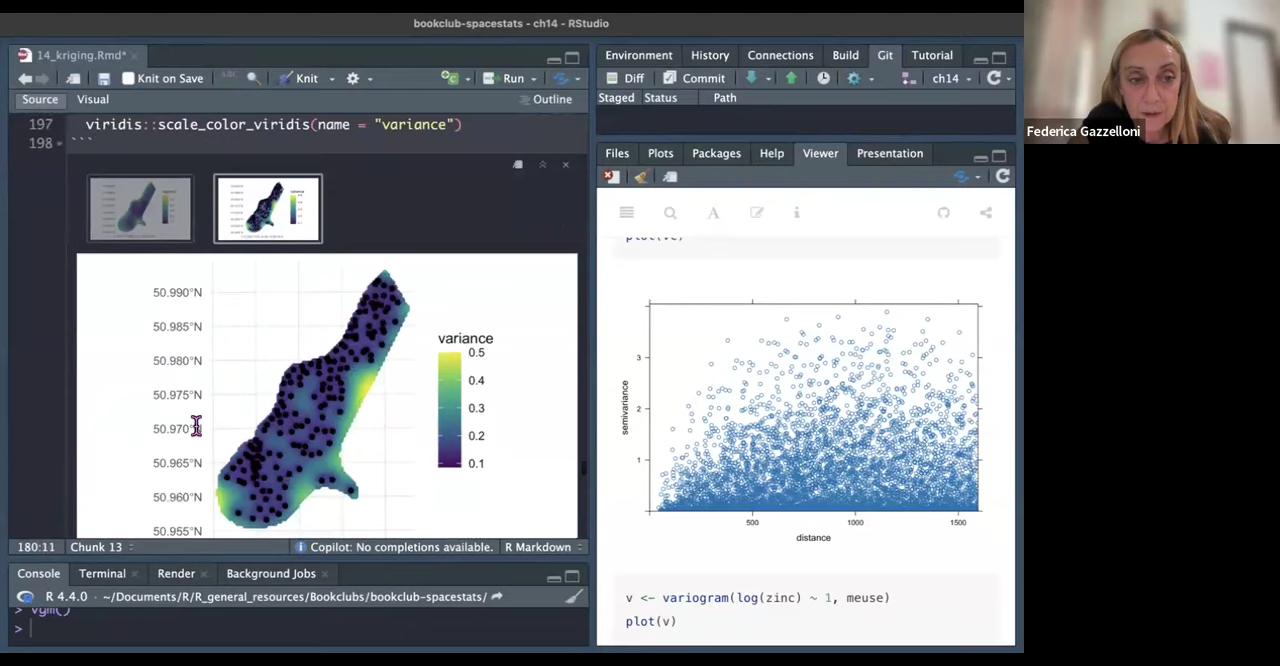 bookclub-spacestats - ch14 - RStudio
14_kriging.Rmd*
Knit on Save
ABC
Knit
Run
Source
Visual
Outline
197
viridis::scale_color_viridis(name = "variance")
198
```
50.990°N
50.985°N
50.980°N
50.975°N
50.970°
50.965°N
50.960°N
50.955°N
variance
0.5
0.4
0.3
0.2
0.1
180:11
Chunk 13
Copilot: No completions available.
R Markdown
Console
Terminal
Render
Background Jobs
R 4.4.0 · ~/Documents/R/R_general_resources/Bookclubs/bookclub-spacestats/
> vgm()
>
Environment
History
Connections
Build
Git
Tutorial
Diff
Commit
ch14
Staged
Status
Path
Files
Plots
Packages
Help
Viewer
Presentation
A
plot(vc)
semivariance
3
2
1
500
1000
1500
distance
v <- variogram(log(zinc) ~ 1, meuse)
plot(v)
Federica Gazzelloni